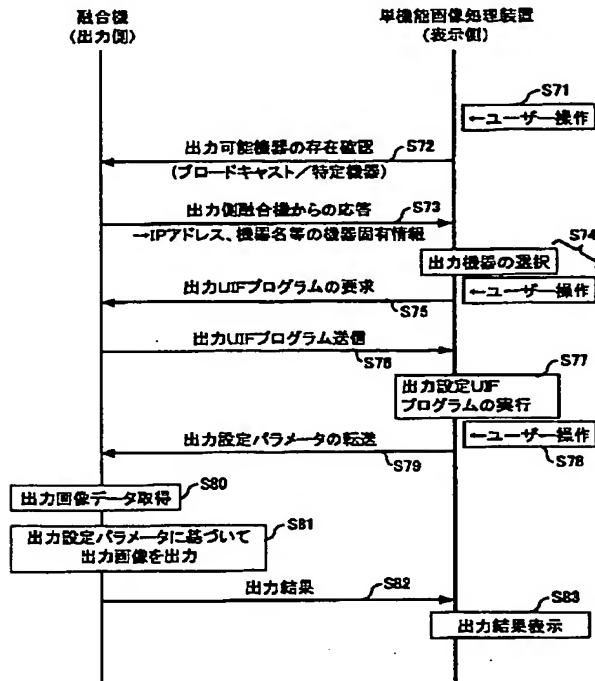 融合機
(出力側)
単機能画像処理装置
(表示側)
S71
←ユーザー操作
出力可能機器の存在確認
S72
(ブロードキャスト/特定機器)
出力側融合機からの応答
S73
→IPアドレス、機器名等の機器固有情報
S74
出力機器の選択
←ユーザー操作
出力UIFプログラムの要求
S75
出力UIFプログラム送信
S76
S77
出力設定UIF
プログラムの実行
←ユーザー操作
S78
出力設定パラメータの転送
S79
S80
出力画像データ取得
S81
出力設定パラメータに基づいて
出力画像を出力
出力結果
S82
S83
出力結果表示